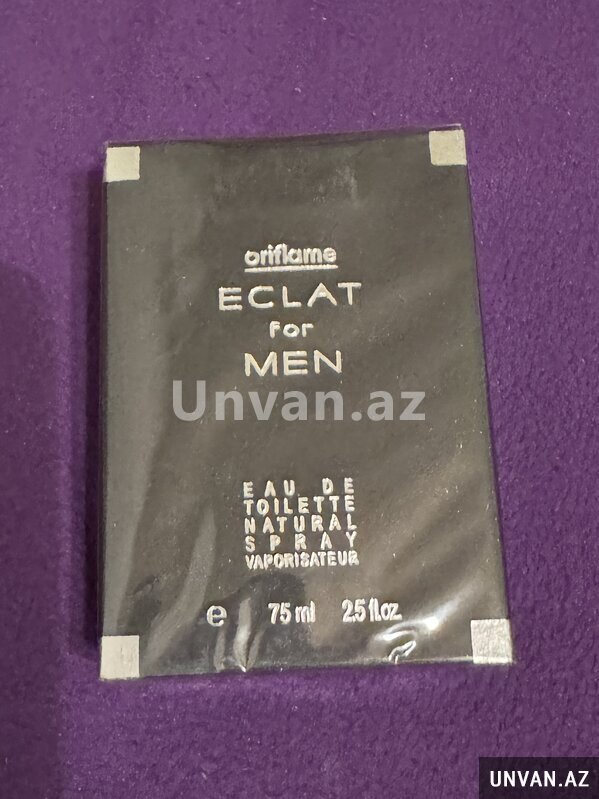 oriflame
ECLAT
For
MEN
Unvan.az
EAU DE
TOILETTE
NATURAL
SPRAY
VAPORISATEUR
e 75 ml 2.5 fl.oz.
UNVAN.AZ